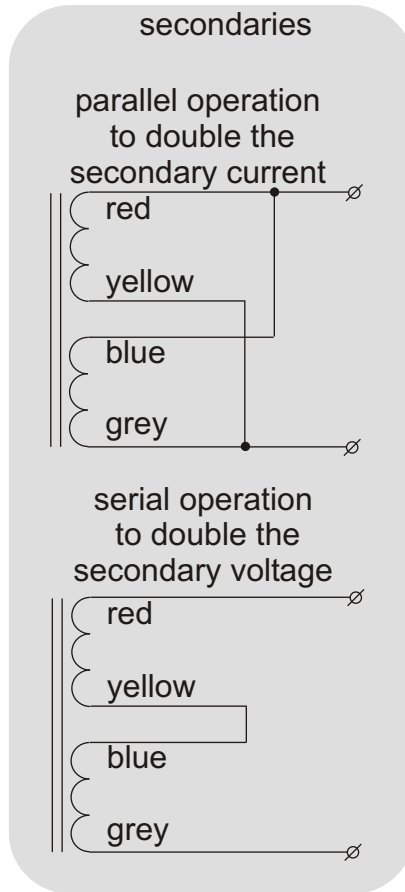 secondaries
parallel operation
to double the
secondary current
red
yellow
blue
grey
serial operation
to double the
secondary voltage
red
yellow
blue
grey